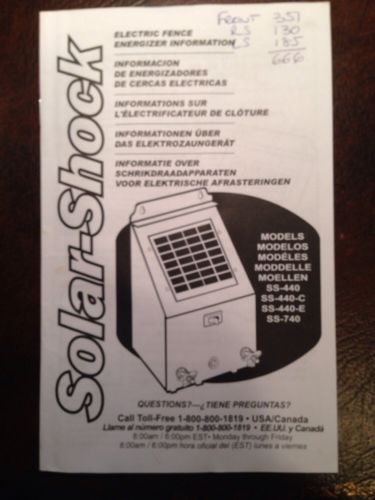 FRONT 351
RS 130
LS 185
666
Solar-Shock
ELECTRIC FENCE
ENERGIZER INFORMATION
INFORMACION
DE ENERGIZADORES
DE CERCAS ELECTRICAS
INFORMATIONS SUR
L'ÉLECTRIFICATEUR DE CLÔTURE
INFORMATIONEN ÜBER
DAS ELEKTROZAUNGERÄT
INFORMATIE OVER
SCHRIKDRAADAPPARATEN
VOOR ELEKTRISCHE AFRASTERINGEN
MODELS
MODELOS
MODÉLES
MODDELLE
MOELLEN
SS-440
SS-440-C
SS-440-E
SS-740
QUESTIONS?—¿TIENE PREGUNTAS?
Call Toll-Free 1-800-800-1819 • USA/Canada
Llame al número gratuito 1-800-800-1819 • EE.UU. y Canadá
8:00am / 6:00pm EST• Monday through Friday
8:00am / 6:00pm hora oficial del (EST) lunes a viernes